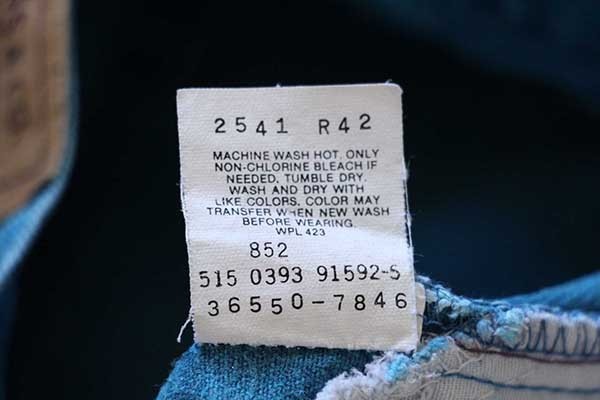 2541 R42
MACHINE WASH HOT. ONLY
NON-CHLORINE BLEACH IF
NEEDED. TUMBLE DRY.
WASH AND DRY WITH
LIKE COLORS. COLOR MAY
TRANSFER WHEN NEW WASH
BEFORE WEARING.
WPL 423
852
515 0393 91592-S
36550-7846